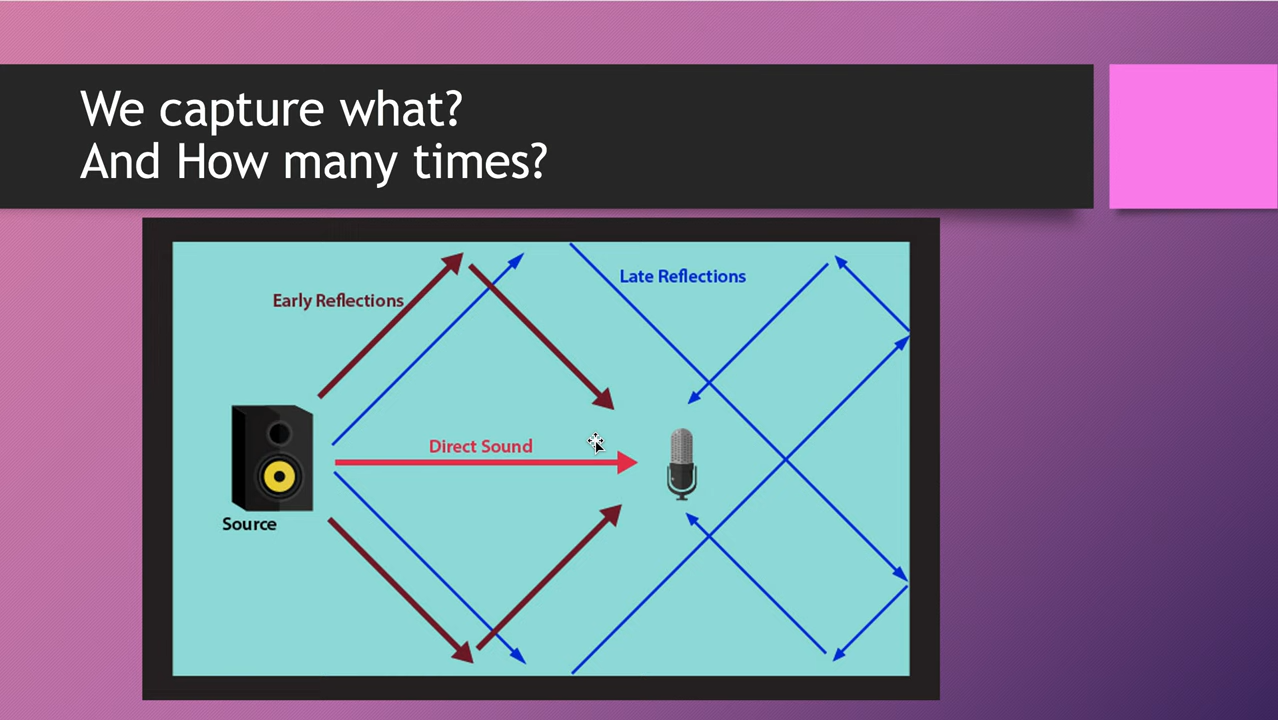 We capture what?
And How many times?
Late Reflections
Early Reflections
Direct Sound
Source